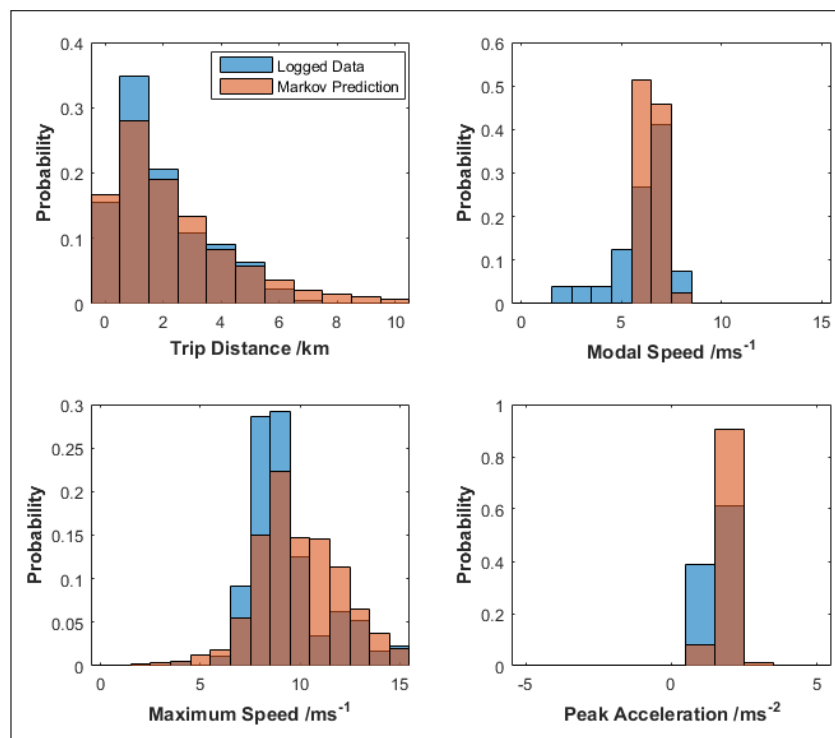 0.4
0.3
0.2
0.1
0
Probability
0 2 4 6 8 10
Trip Distance /km
Logged Data
Markov Prediction
0.6
0.5
0.4
0.3
0.2
0.1
0
Probability
0 5 10 15
Modal Speed /ms⁻¹
0.3
0.25
0.2
0.15
0.1
0.05
0
Probability
0 5 10 15
Maximum Speed /ms⁻¹
1
0.8
0.6
0.4
0.2
0
Probability
-5 0 5
Peak Acceleration /ms⁻²